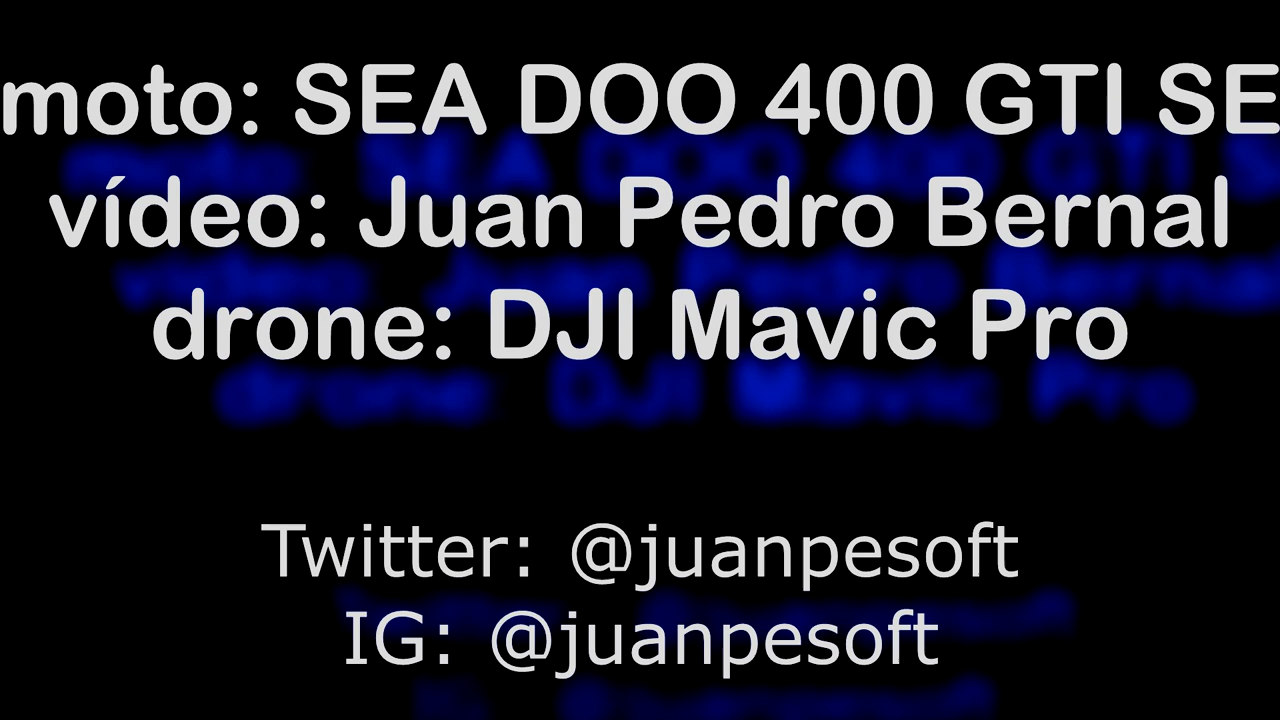 moto: SEA DOO 400 GTI SE
vídeo: Juan Pedro Bernal
drone: DJI Mavic Pro
Twitter: @juanpesoft
IG: @juanpesoft